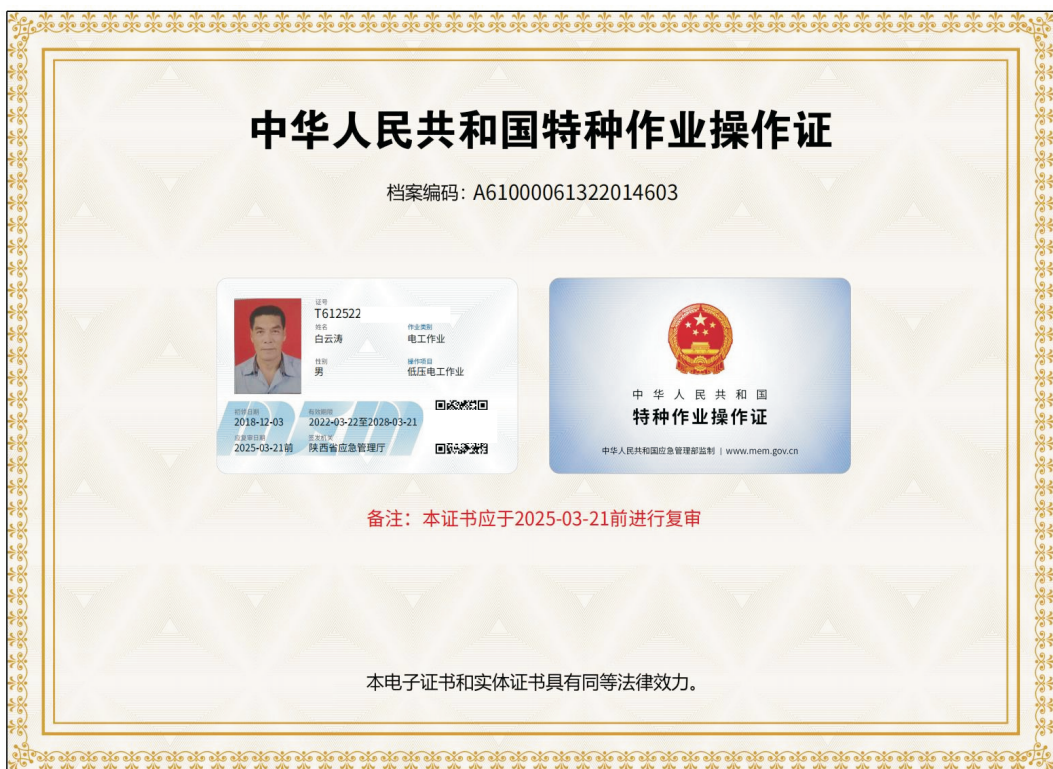 中华人民共和国特种作业操作证
档案编码：A61000061322014603
证号
T612522
姓名
白云涛
作业类别
电工作业
性别
男
操作项目
低压电工作业
初领日期
2018-12-03
有效期限
2022-03-22至2028-03-21
应复审日期
2025-03-21前
签发机关
陕西省应急管理厅
中华人民共和国
特种作业操作证
中华人民共和国应急管理部监制 | www.mem.gov.cn
备注：本证书应于2025-03-21前进行复审
本电子证书和实体证书具有同等法律效力。